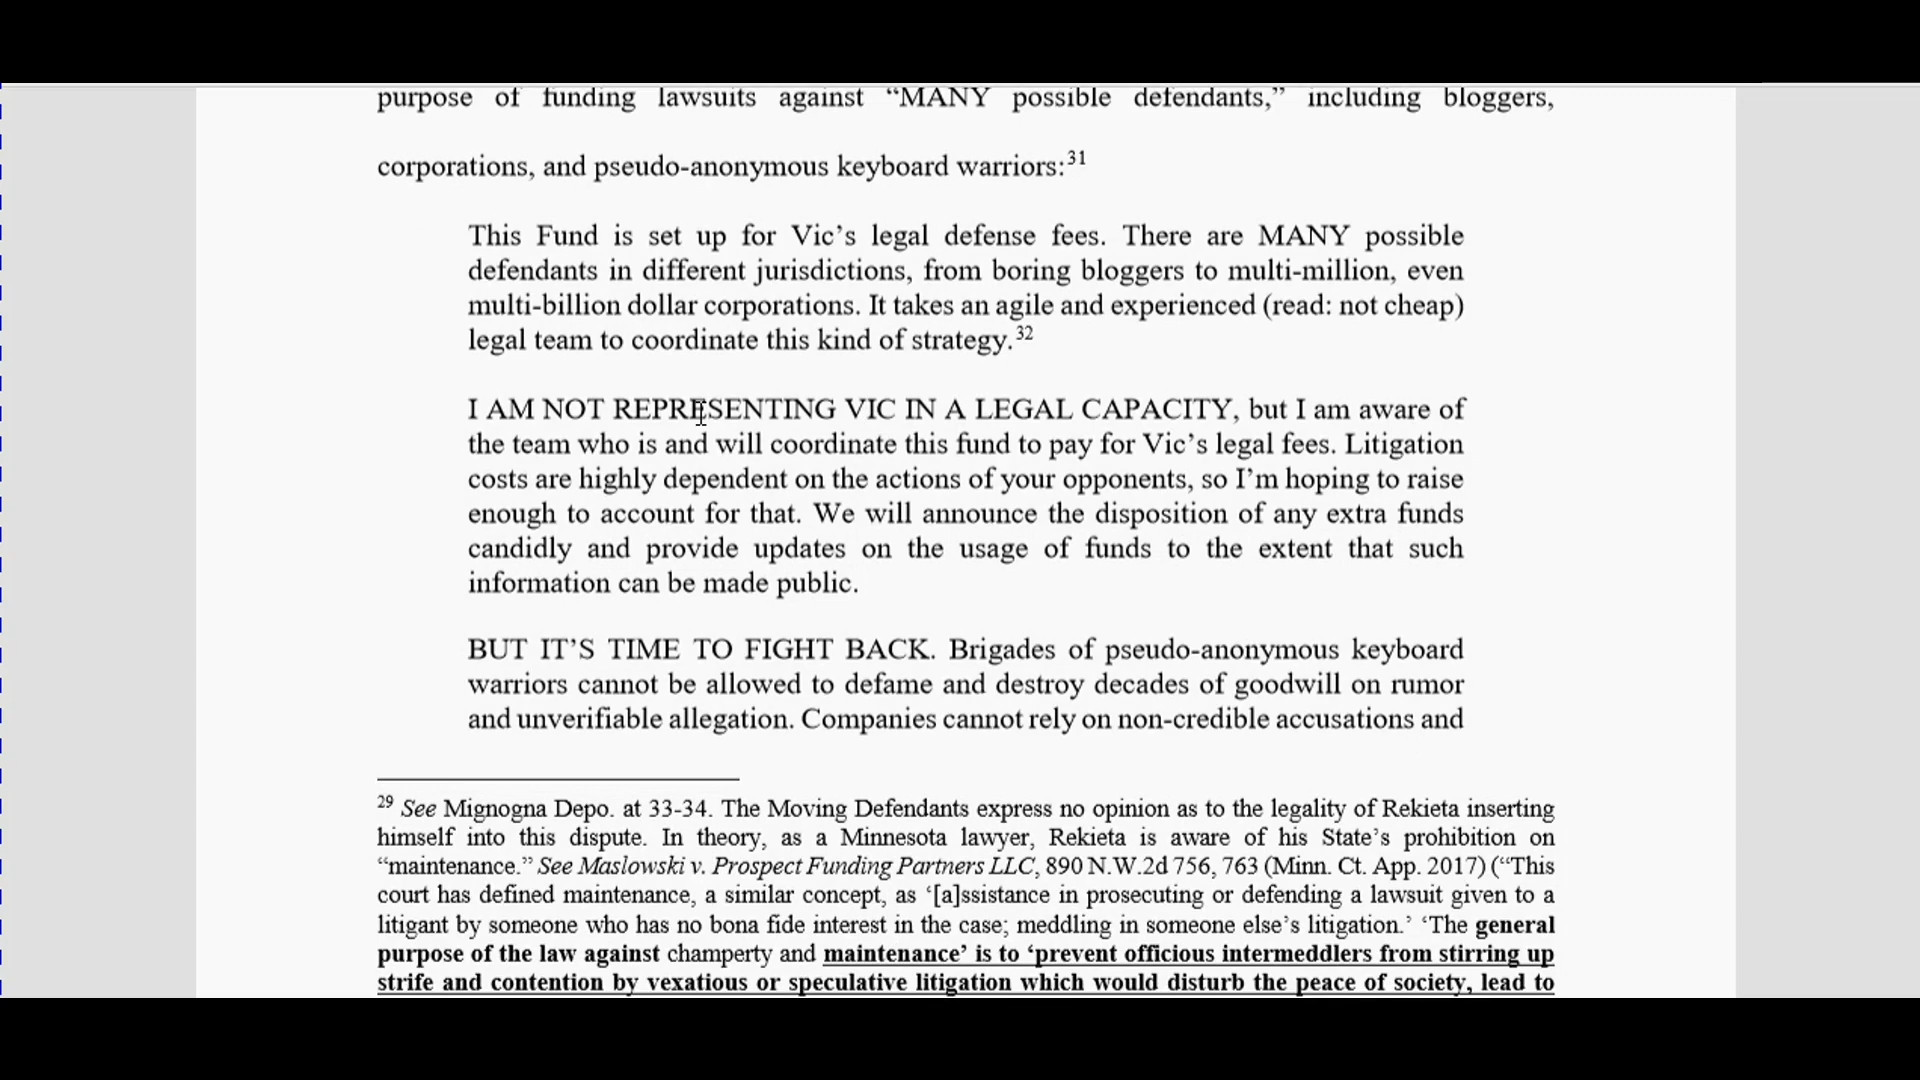 purpose of funding lawsuits against “MANY possible defendants,” including bloggers,
corporations, and pseudo-anonymous keyboard warriors:31
This Fund is set up for Vic’s legal defense fees. There are MANY possible
defendants in different jurisdictions, from boring bloggers to multi-million, even
multi-billion dollar corporations. It takes an agile and experienced (read: not cheap)
legal team to coordinate this kind of strategy.32
I AM NOT REPRESENTING VIC IN A LEGAL CAPACITY, but I am aware of
the team who is and will coordinate this fund to pay for Vic’s legal fees. Litigation
costs are highly dependent on the actions of your opponents, so I’m hoping to raise
enough to account for that. We will announce the disposition of any extra funds
candidly and provide updates on the usage of funds to the extent that such
information can be made public.
BUT IT’S TIME TO FIGHT BACK. Brigades of pseudo-anonymous keyboard
warriors cannot be allowed to defame and destroy decades of goodwill on rumor
and unverifiable allegation. Companies cannot rely on non-credible accusations and
29 See Mignogna Depo. at 33-34. The Moving Defendants express no opinion as to the legality of Rekieta inserting
himself into this dispute. In theory, as a Minnesota lawyer, Rekieta is aware of his State’s prohibition on
“maintenance.” See Maslowski v. Prospect Funding Partners LLC, 890 N.W.2d 756, 763 (Minn. Ct. App. 2017) (“This
court has defined maintenance, a similar concept, as ‘[a]ssistance in prosecuting or defending a lawsuit given to a
litigant by someone who has no bona fide interest in the case; meddling in someone else’s litigation.’ ‘The general
purpose of the law against champerty and maintenance’ is to ‘prevent officious intermeddlers from stirring up
strife and contention by vexatious or speculative litigation which would disturb the peace of society, lead to